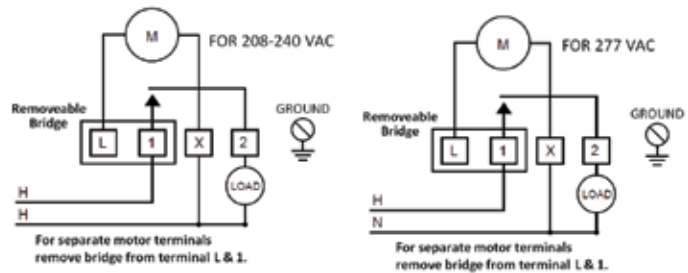 M
FOR 208-240 VAC
Removeable
Bridge
GROUND
L 1 X 2
LOAD
H
H
For separate motor terminals
remove bridge from terminal L & 1.
M
FOR 277 VAC
Removeable
Bridge
GROUND
L 1 X 2
LOAD
H
N
For separate motor terminals
remove bridge from terminal L & 1.